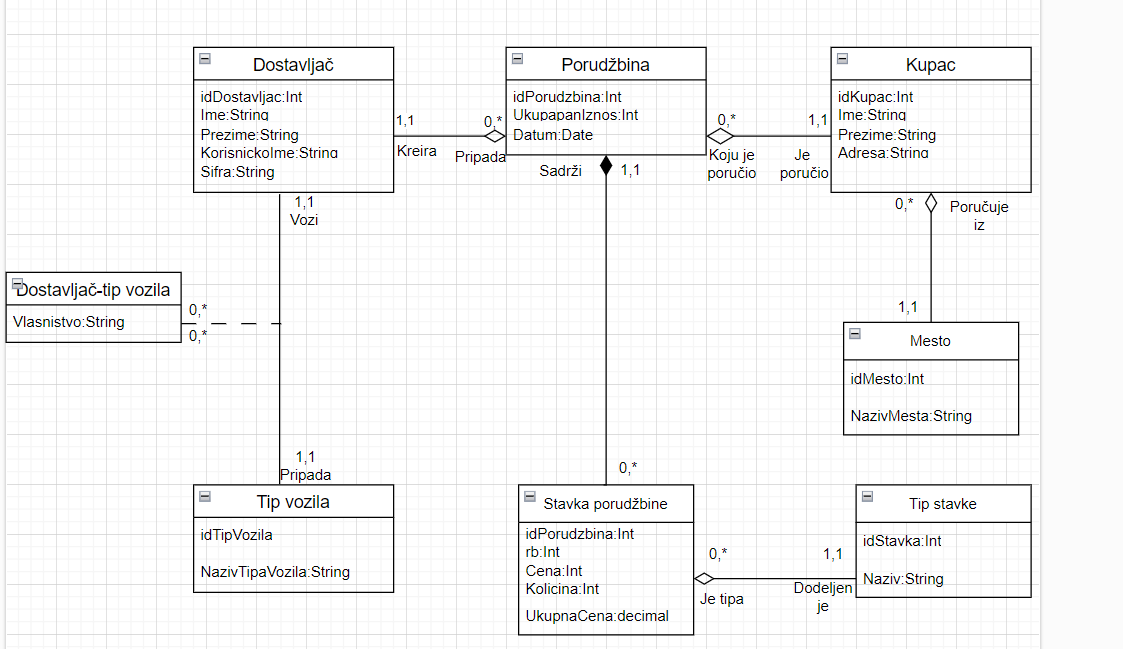 Dostavljač
idDostavljac:Int
Ime:String
Prezime:String
KorisnickoIme:String
Sifra:String
1,1
Kreira
0,*
Pripada
Porudžbina
idPorudzbina:Int
UkupapanIznos:Int
Datum:Date
Sadrži
1,1
0,*
Koju je
poručio
1,1
Je
poručio
Kupac
idKupac:Int
Ime:String
Prezime:String
Adresa:String
0,*
Poručuje
iz
1,1
Vozi
Dostavljač-tip vozila
Vlasnistvo:String
0,*
0,*
1,1
Mesto
idMesto:Int
NazivMesta:String
1,1
Pripada
0,*
Tip vozila
idTipVozila
NazivTipaVozila:String
Stavka porudžbine
idPorudzbina:Int
rb:Int
Cena:Int
Kolicina:Int
UkupnaCena:decimal
0,*
Je tipa
1,1
Dodeljen
je
Tip stavke
idStavka:Int
Naziv:String